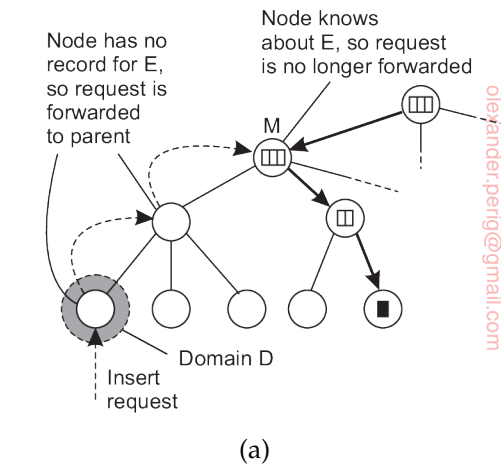 Node knows
about E, so request
is no longer forwarded
Node has no
record for E,
so request is
forwarded
to parent
M
Domain D
Insert
request
(a)
olexander.perig@gmail.com